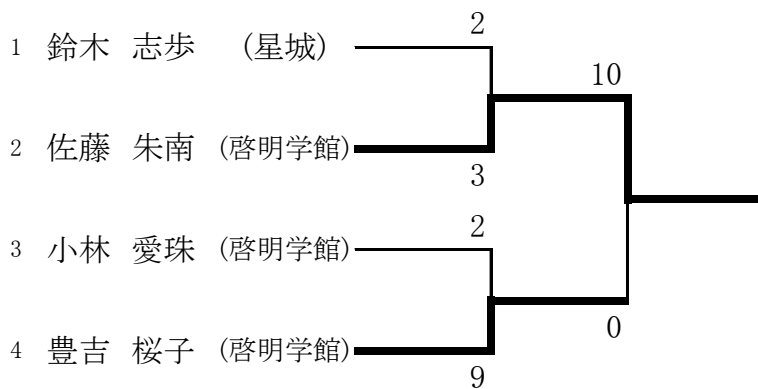 2
1 鈴木 志歩 (星城)
10
2 佐藤 朱南 (啓明学館)
3
2
3 小林 愛珠 (啓明学館)
0
4 豊吉 桜子 (啓明学館)
9